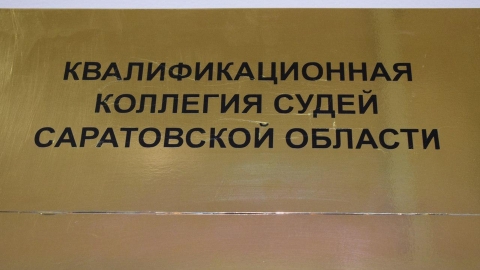 КВАЛИФИКАЦИОННАЯ
КОЛЛЕГИЯ СУДЕЙ
САРАТОВСКОЙ ОБЛАСТИ